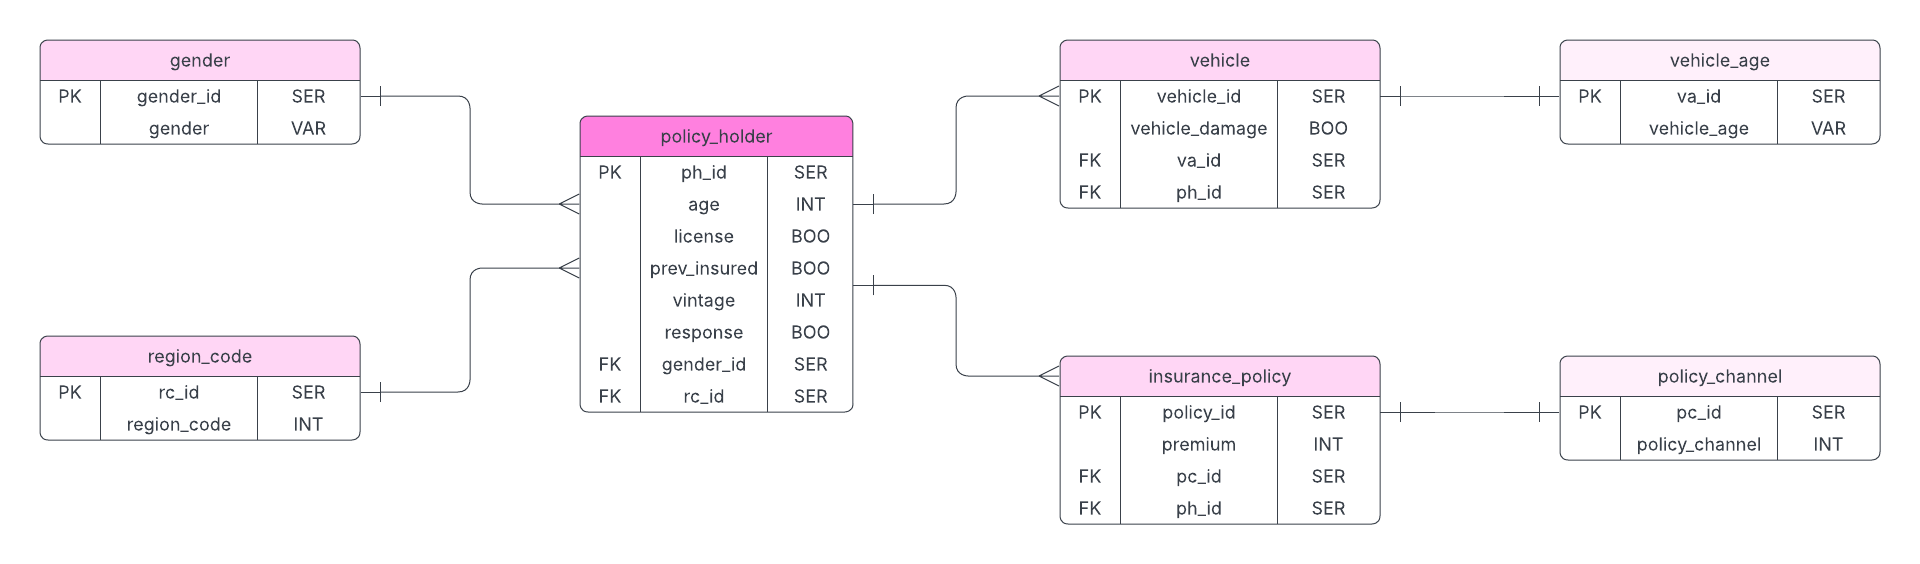 gender
PK gender_id SER
gender VAR
region_code
PK rc_id SER
region_code INT
policy_holder
PK ph_id SER
age INT
license BOO
prev_insured BOO
vintage INT
response BOO
FK gender_id SER
FK rc_id SER
vehicle
PK vehicle_id SER
vehicle_damage BOO
FK va_id SER
FK ph_id SER
insurance_policy
PK policy_id SER
premium INT
FK pc_id SER
FK ph_id SER
vehicle_age
PK va_id SER
vehicle_age VAR
policy_channel
PK pc_id SER
policy_channel INT